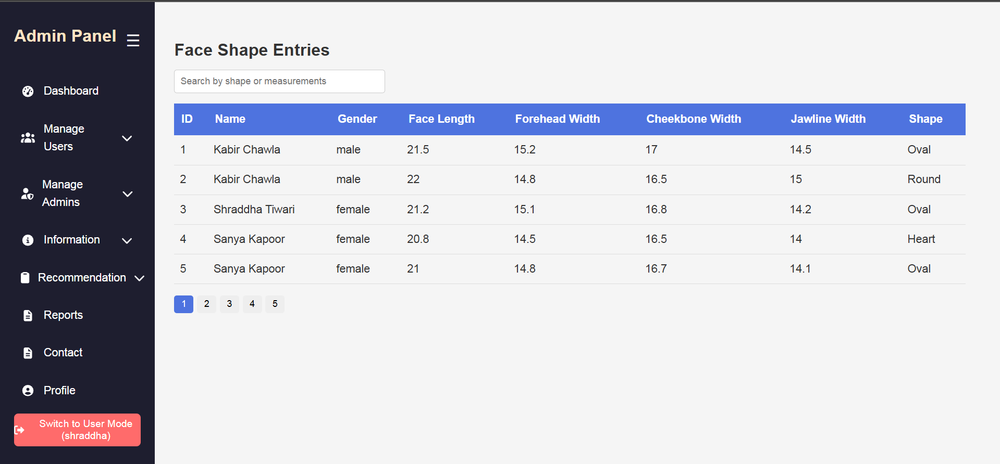 Admin Panel
Dashboard
Manage
Users
Manage
Admins
Information
Recommendation
Reports
Contact
Profile
Switch to User Mode
(shraddha)
Face Shape Entries
Search by shape or measurements
ID Name Gender Face Length Forehead Width Cheekbone Width Jawline Width Shape
1 Kabir Chawla male 21.5 15.2 17 14.5 Oval
2 Kabir Chawla male 22 14.8 16.5 15 Round
3 Shraddha Tiwari female 21.2 15.1 16.8 14.2 Oval
4 Sanya Kapoor female 20.8 14.5 16.5 14 Heart
5 Sanya Kapoor female 21 14.8 16.7 14.1 Oval
1 2 3 4 5